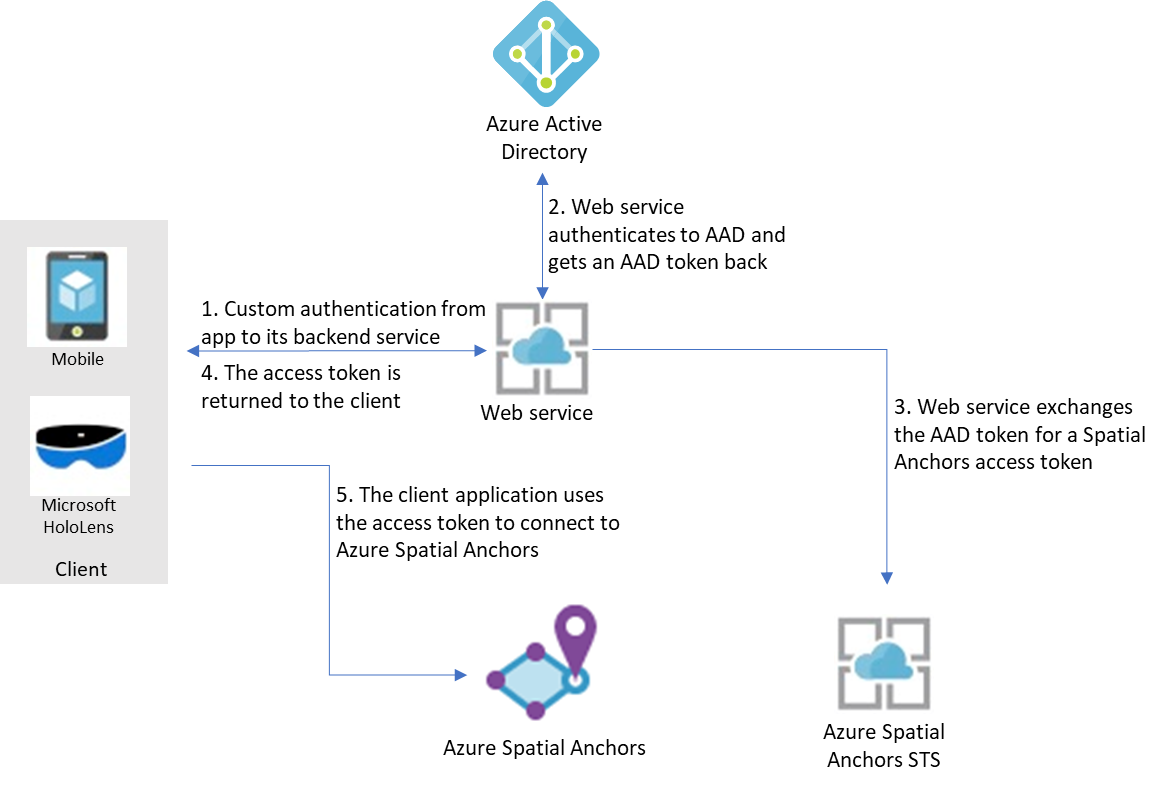 Azure Active
Directory
2. Web service
authenticates to AAD and
gets an AAD token back
1. Custom authentication from
app to its backend service
4. The access token is
returned to the client
Mobile
Web service
3. Web service exchanges
the AAD token for a Spatial
Anchors access token
Microsoft
HoloLens
Client
5. The client application uses
the access token to connect to
Azure Spatial Anchors
Azure Spatial Anchors
Azure Spatial
Anchors STS